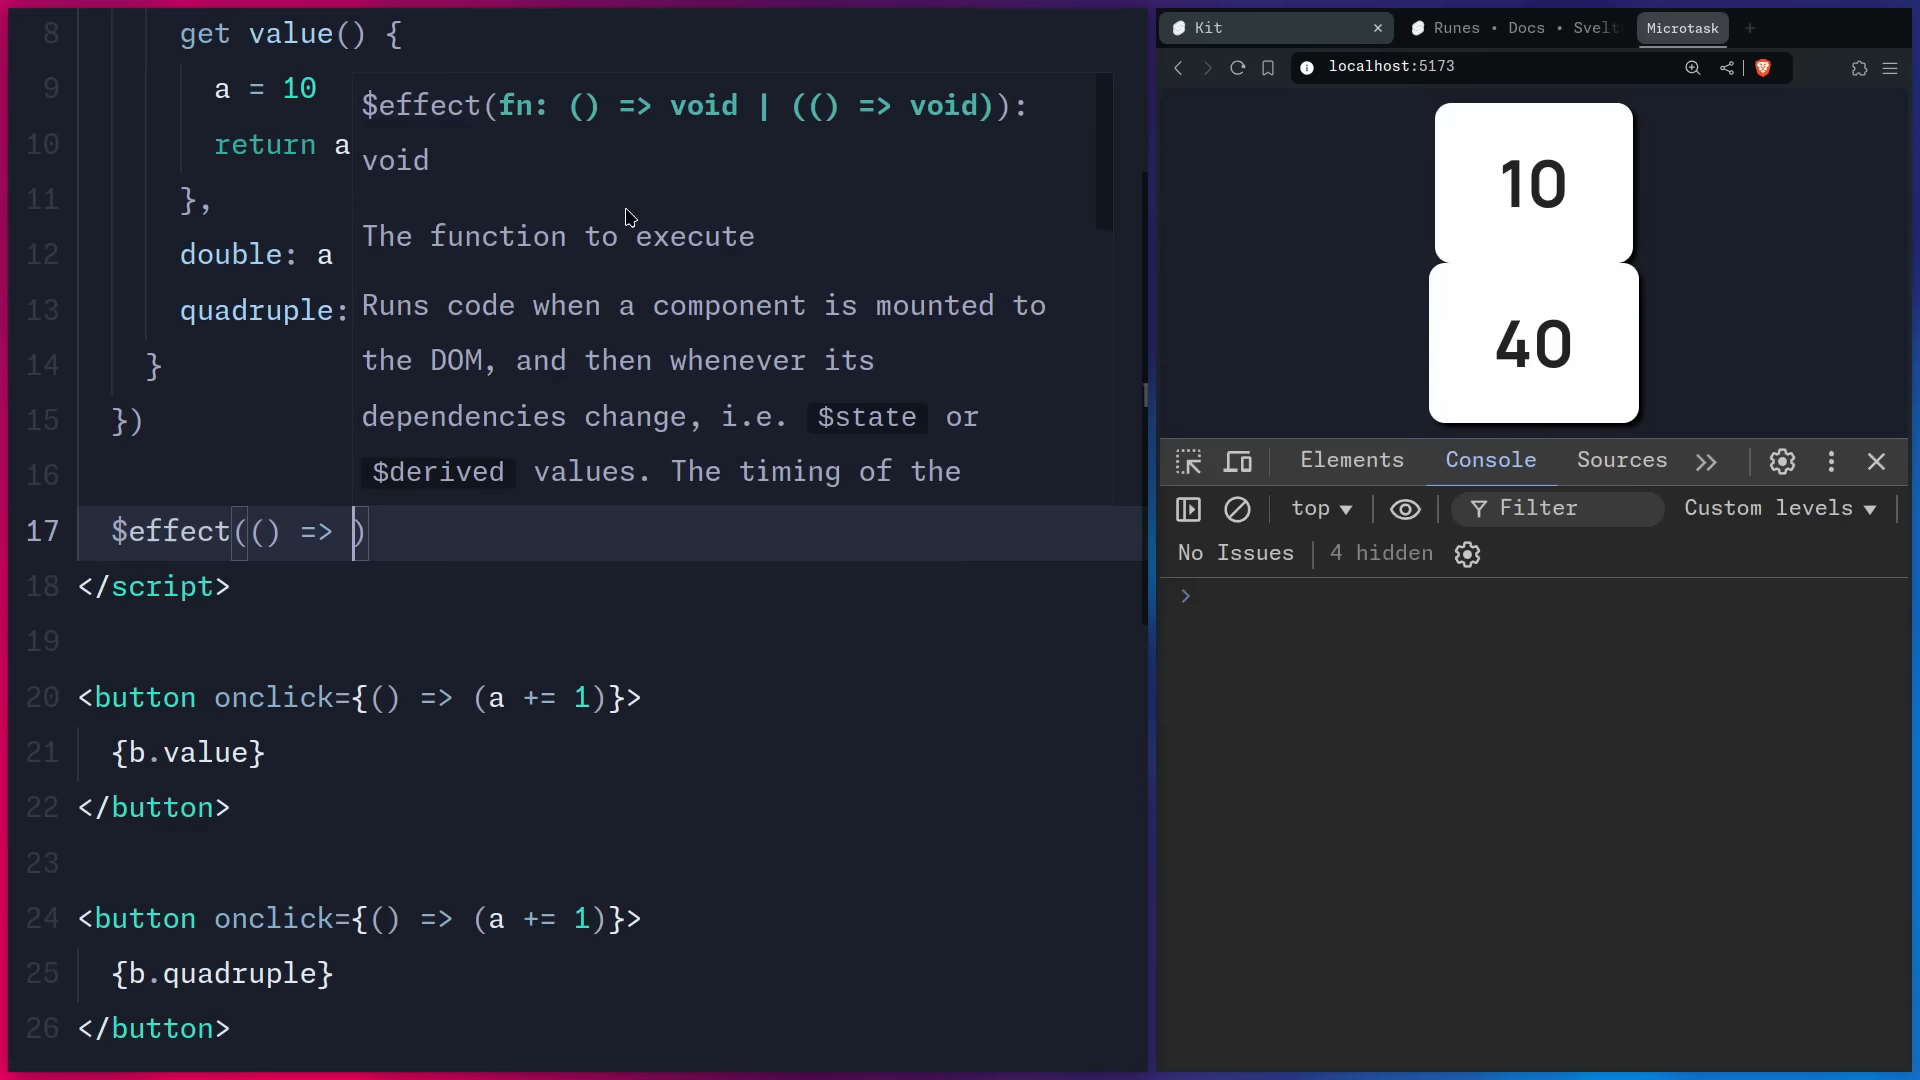 8 get value() {
9 a = 10
10 return a
11 },
12 double: a
13 quadruple:
14 }
15 })
16
17 $effect(() => )
18 </script>
19
20 <button onclick={() => (a += 1)}>
21 {b.value}
22 </button>
23
24 <button onclick={() => (a += 1)}>
25 {b.quadruple}
26 </button>
$effect(fn: () => void | (() => void)):
void
The function to execute
Runs code when a component is mounted to
the DOM, and then whenever its
dependencies change, i.e. $state or
$derived values. The timing of the
Kit
Runes • Docs • Svelt
Microtask
localhost:5173
10
40
Elements Console Sources
top Filter Custom levels
No Issues 4 hidden